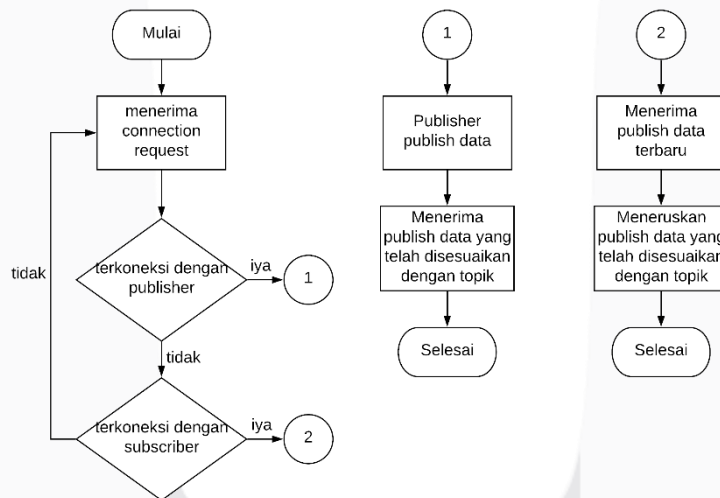 Mulai
menerima
connection
request
terkoneksi dengan
publisher
iya
1
tidak
tidak
terkoneksi dengan
subscriber
iya
2
1
Publisher
publish data
Menerima
publish data yang
telah disesuaikan
dengan topik
Selesai
2
Menerima
publish data
terbaru
Meneruskan
publish data yang
telah disesuaikan
dengan topik
Selesai